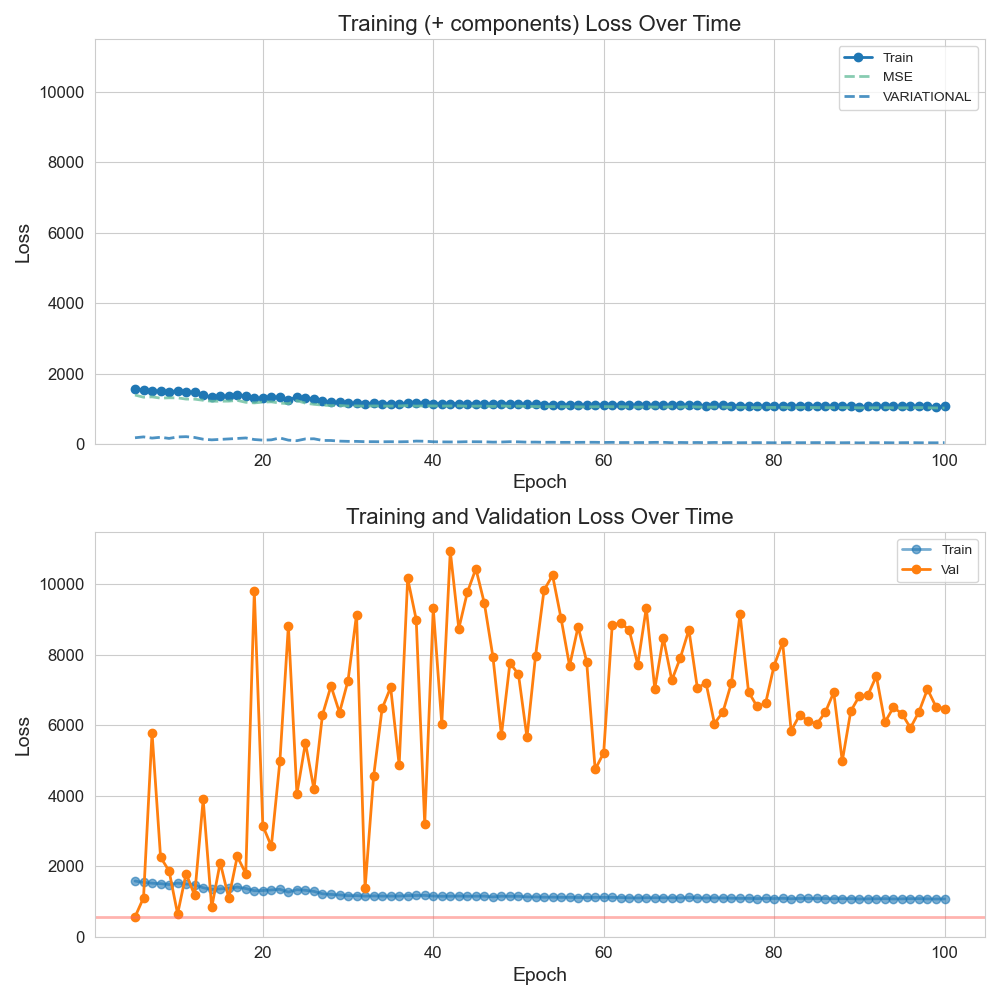 Training (+ components) Loss Over Time
Train
MSE
VARIATIONAL
10000
8000
6000
4000
2000
0
Loss
20 40 60 80 100
Epoch
Training and Validation Loss Over Time
Train
Val
10000
8000
6000
4000
2000
0
Loss
20 40 60 80 100
Epoch